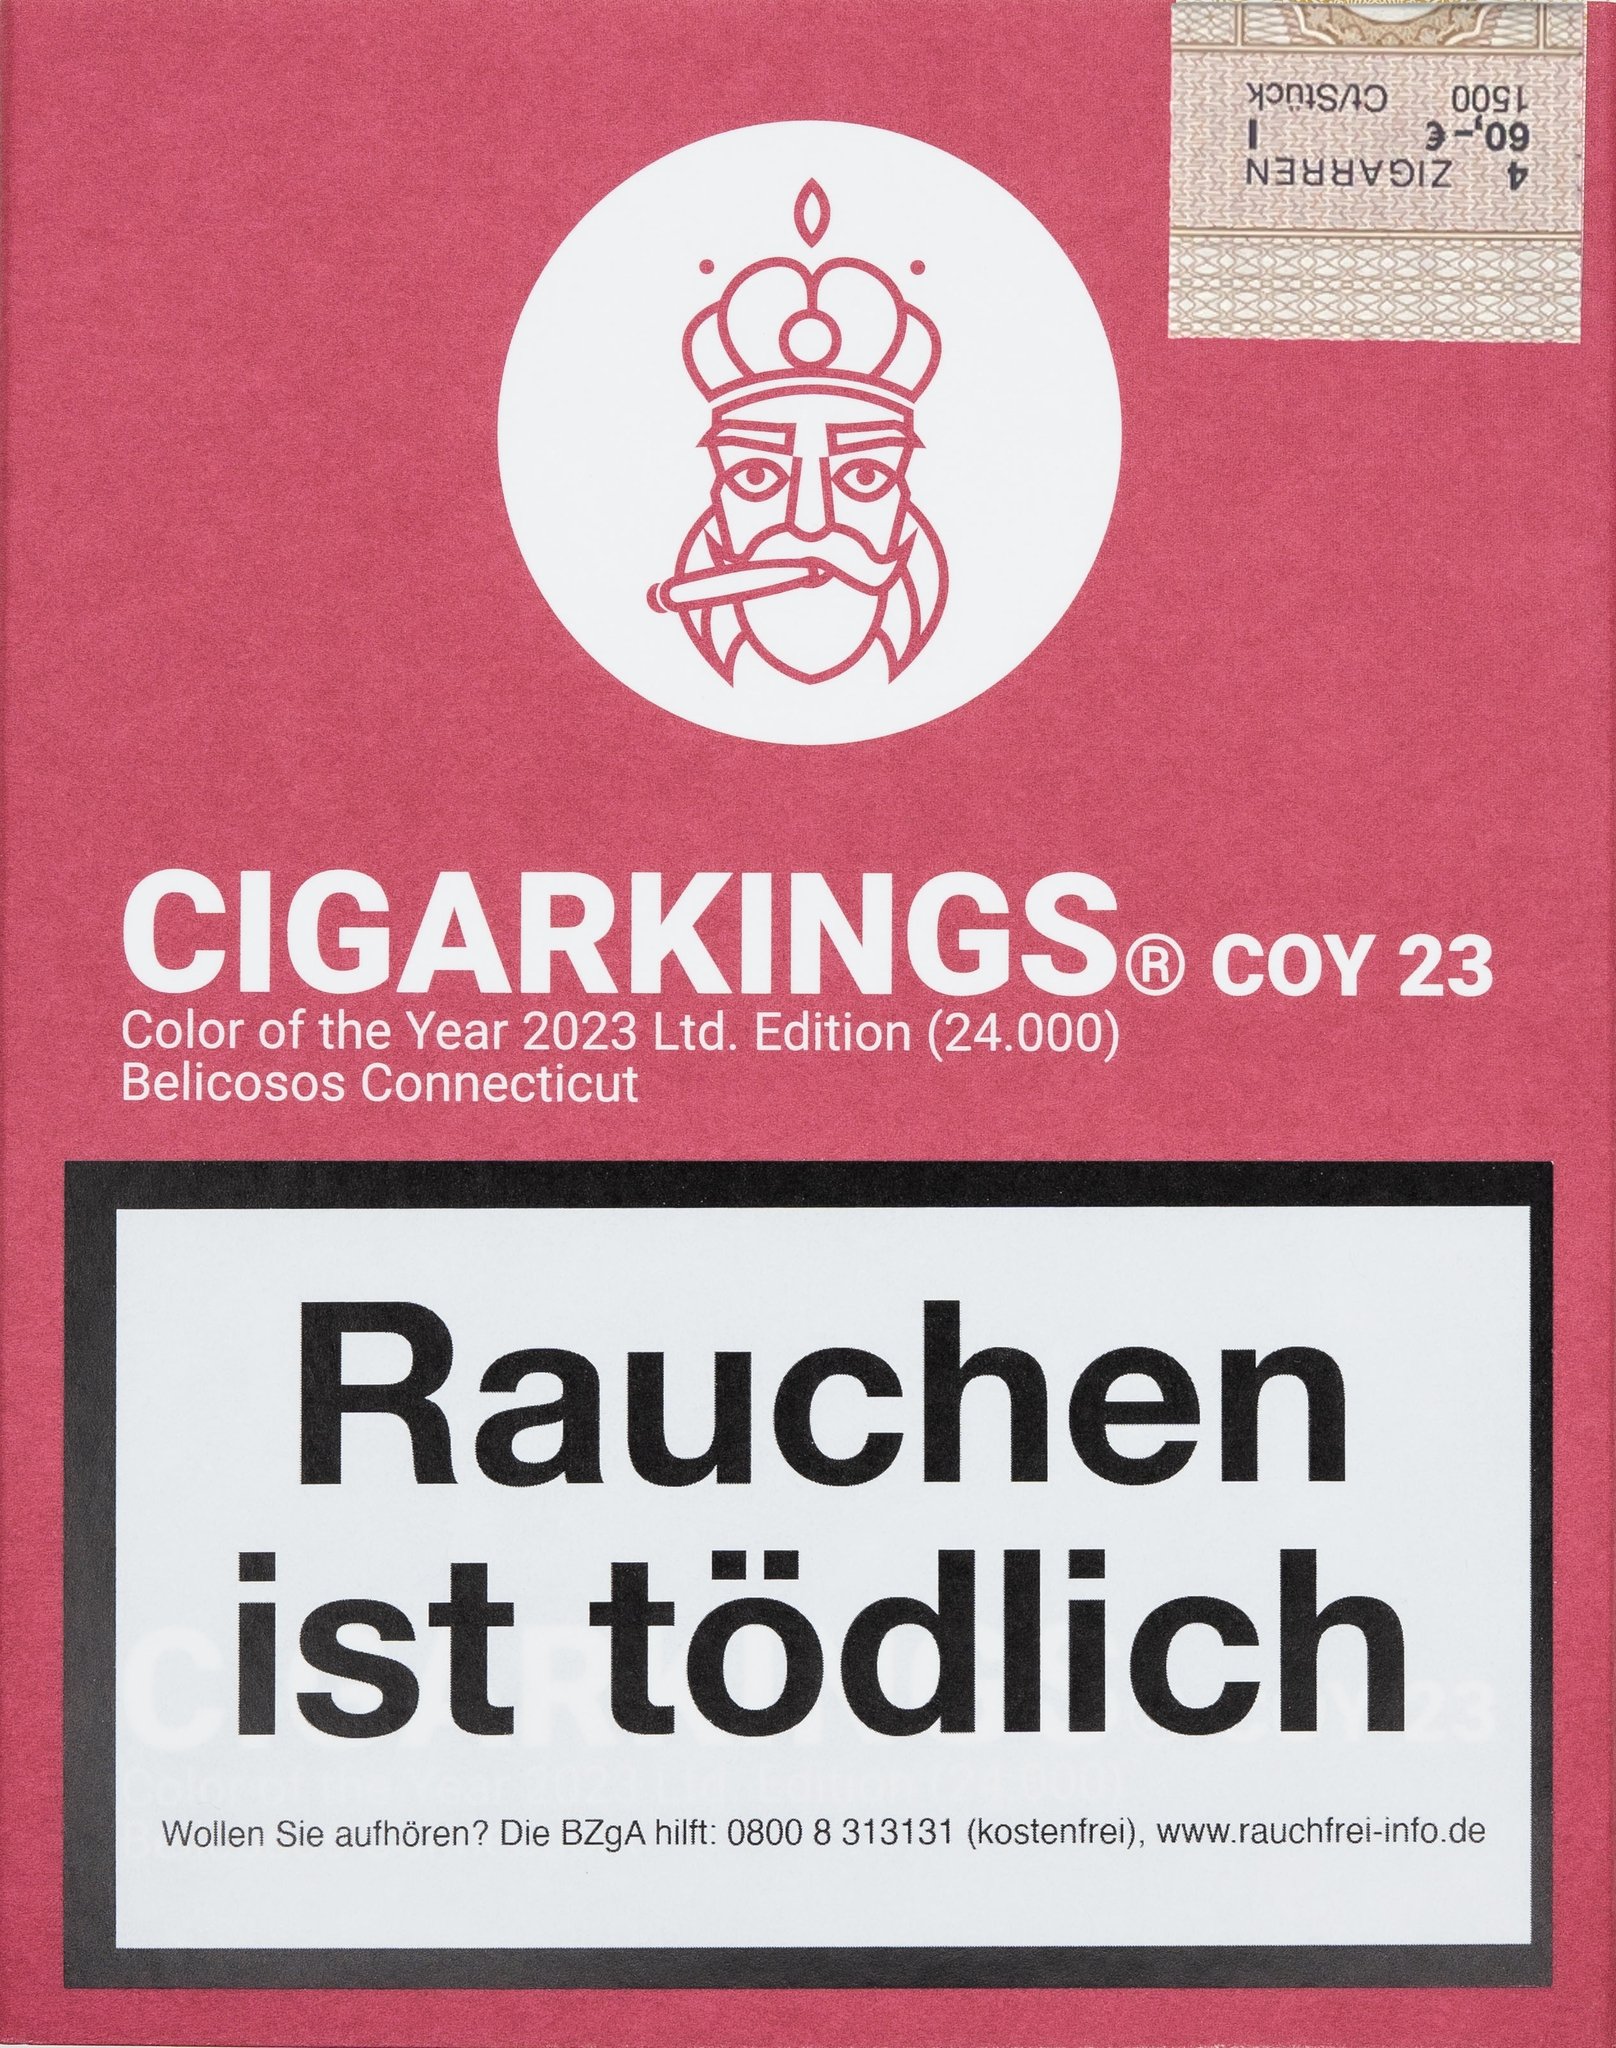 1500 Ct/Stück
60,-€ I
4 ZIGARREN
CIGARKINGS® COY 23
Color of the Year 2023 Ltd. Edition (24.000)
Belicosos Connecticut
Rauchen
ist tödlich
Wollen Sie aufhören? Die BZgA hilft: 0800 8 313131 (kostenfrei), www.rauchfrei-info.de